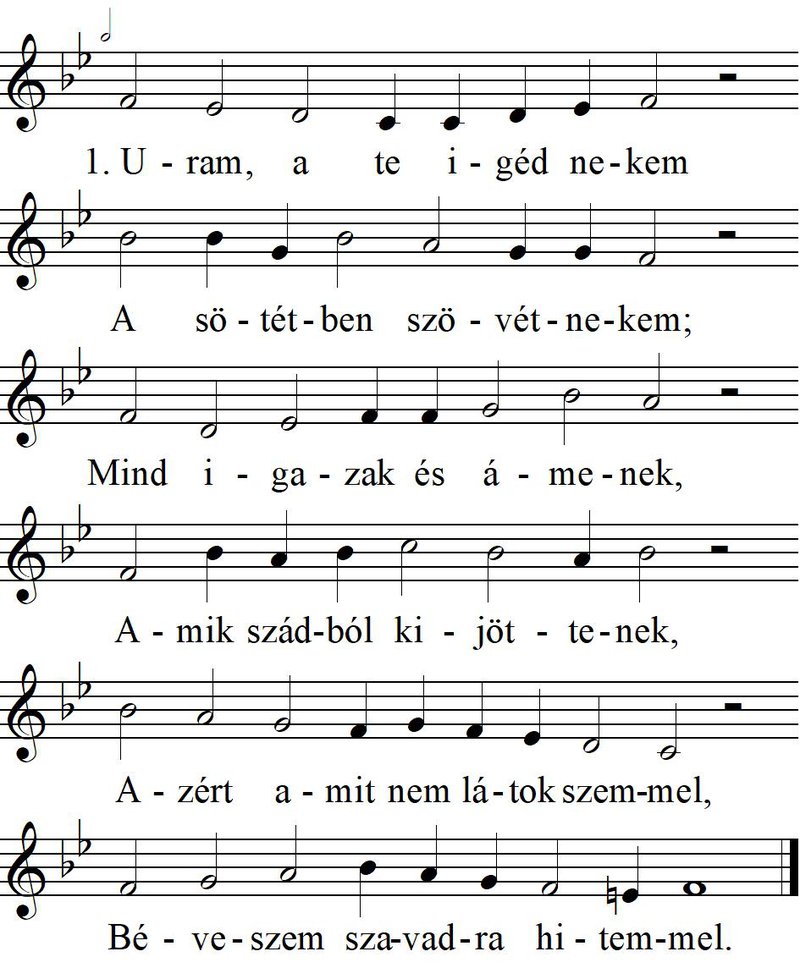 1. U - ram, a te i - géd ne - kem
A sö - tét - ben szö - vét - ne - kem;
Mind i - ga - zak és á - me - nek,
A - mik szád - ból ki - jöt - te - nek,
A - zért a - mit nem lá - tok szem - mel,
Bé - ve - szem sza - vad - ra hi - tem - mel.